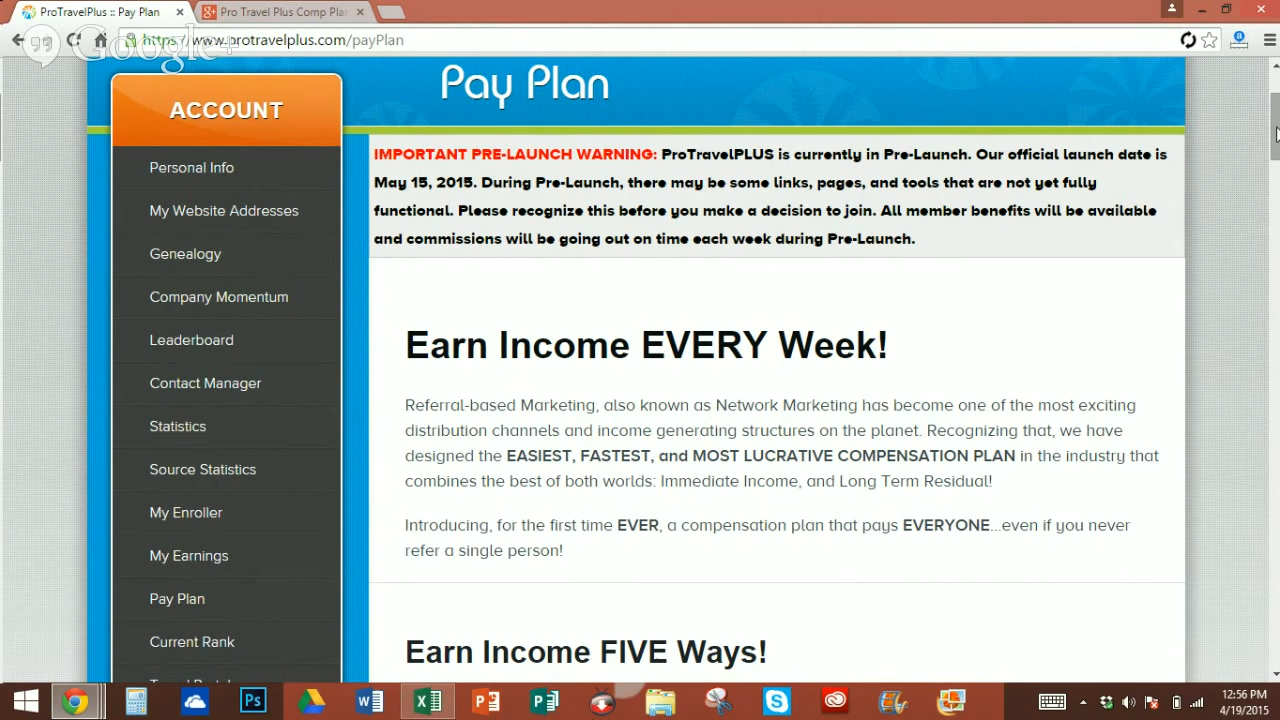 ProTravelPlus :: Pay Plan
Pro Travel Plus Comp Plan
https://www.protravelplus.com/payPlan
Google+
Pay Plan
ACCOUNT
Personal Info
My Website Addresses
Genealogy
Company Momentum
Leaderboard
Contact Manager
Statistics
Source Statistics
My Enroller
My Earnings
Pay Plan
Current Rank
IMPORTANT PRE-LAUNCH WARNING: ProTravelPLUS is currently in Pre-Launch. Our official launch date is
May 15, 2015. During Pre-Launch, there may be some links, pages, and tools that are not yet fully
functional. Please recognize this before you make a decision to join. All member benefits will be available
and commissions will be going out on time each week during Pre-Launch.
Earn Income EVERY Week!
Referral-based Marketing, also known as Network Marketing has become one of the most exciting
distribution channels and income generating structures on the planet. Recognizing that, we have
designed the EASIEST, FASTEST, and MOST LUCRATIVE COMPENSATION PLAN in the industry that
combines the best of both worlds: Immediate Income, and Long Term Residual!
Introducing, for the first time EVER, a compensation plan that pays EVERYONE...even if you never
refer a single person!
Earn Income FIVE Ways!
12:56 PM
4/19/2015